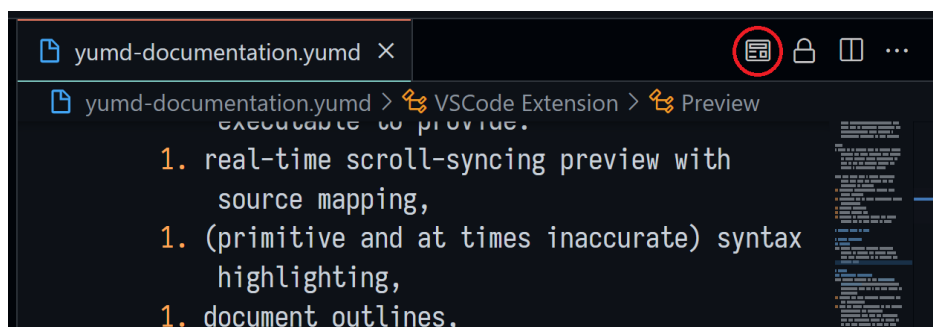 yumd-documentation.yumd
yumd-documentation.yumd > VSCode Extension > Preview
executable to provide:
1. real-time scroll-syncing preview with
source mapping,
1. (primitive and at times inaccurate) syntax
highlighting,
1. document outlines,